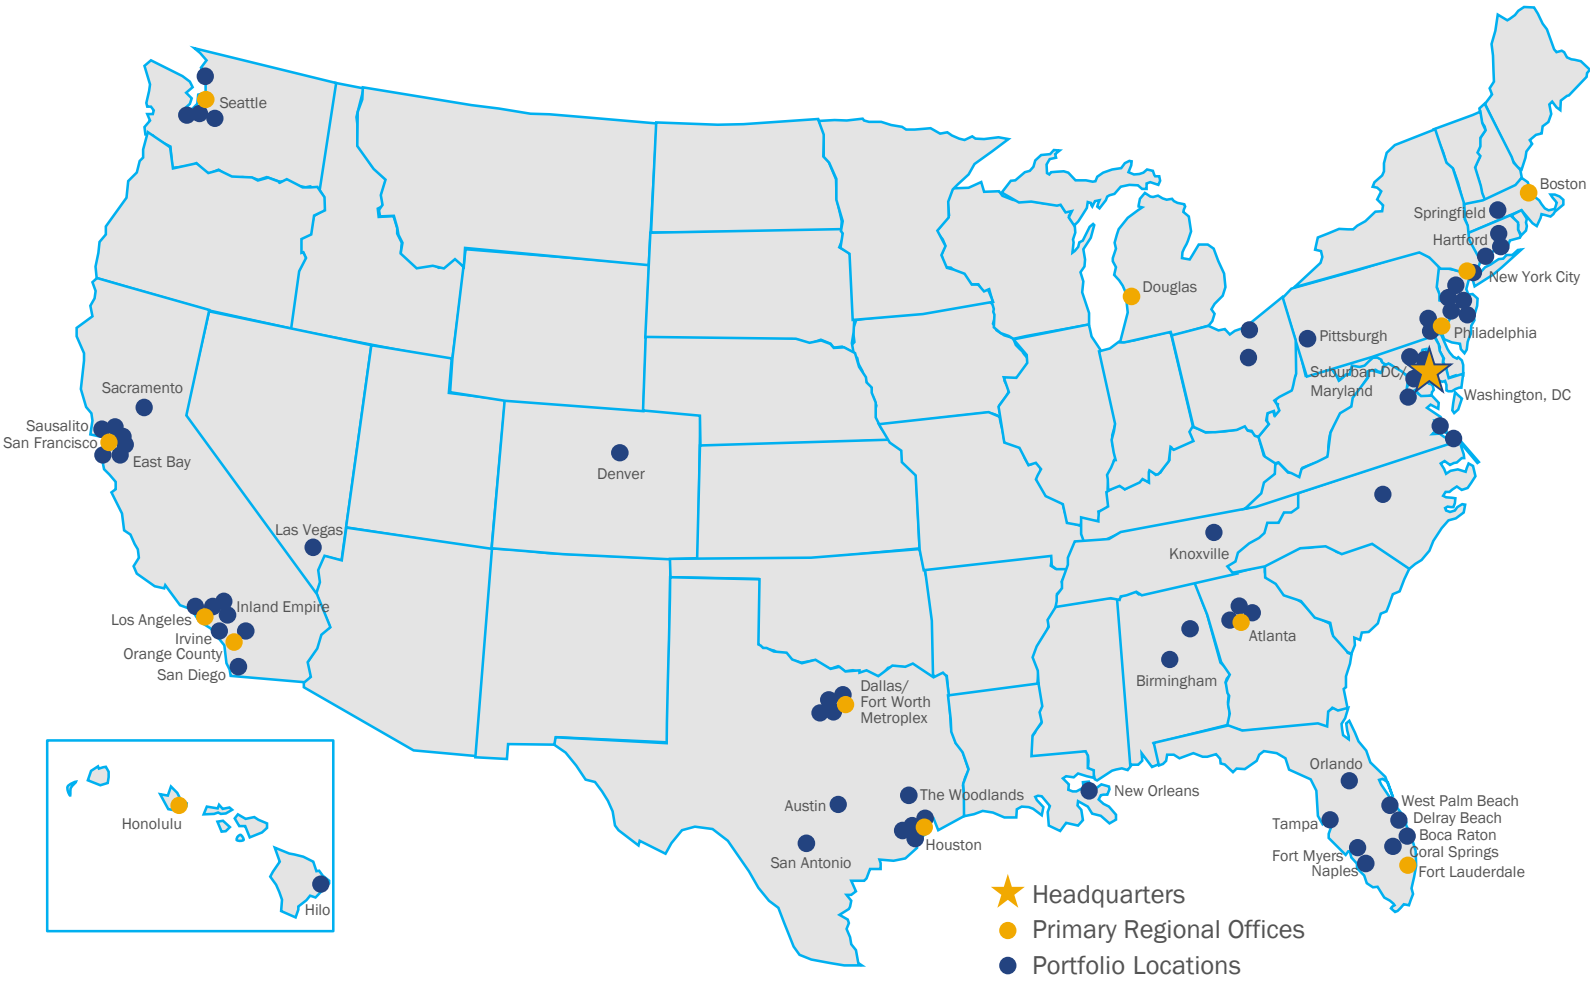 Seattle
Boston
Springfield
Hartford
New York City
Douglas
Pittsburgh
Philadelphia
Suburban DC/
Maryland
Washington, DC
Sacramento
Sausalito
San Francisco
East Bay
Denver
Las Vegas
Knoxville
Inland Empire
Los Angeles
Irvine
Orange County
San Diego
Atlanta
Birmingham
Dallas/
Fort Worth
Metroplex
Orlando
New Orleans
The Woodlands
Austin
West Palm Beach
Delray Beach
Tampa
Boca Raton
Honolulu
Houston
Coral Springs
Fort Myers
San Antonio
Naples
Fort Lauderdale
Hilo
Headquarters
Primary Regional Offices
Portfolio Locations